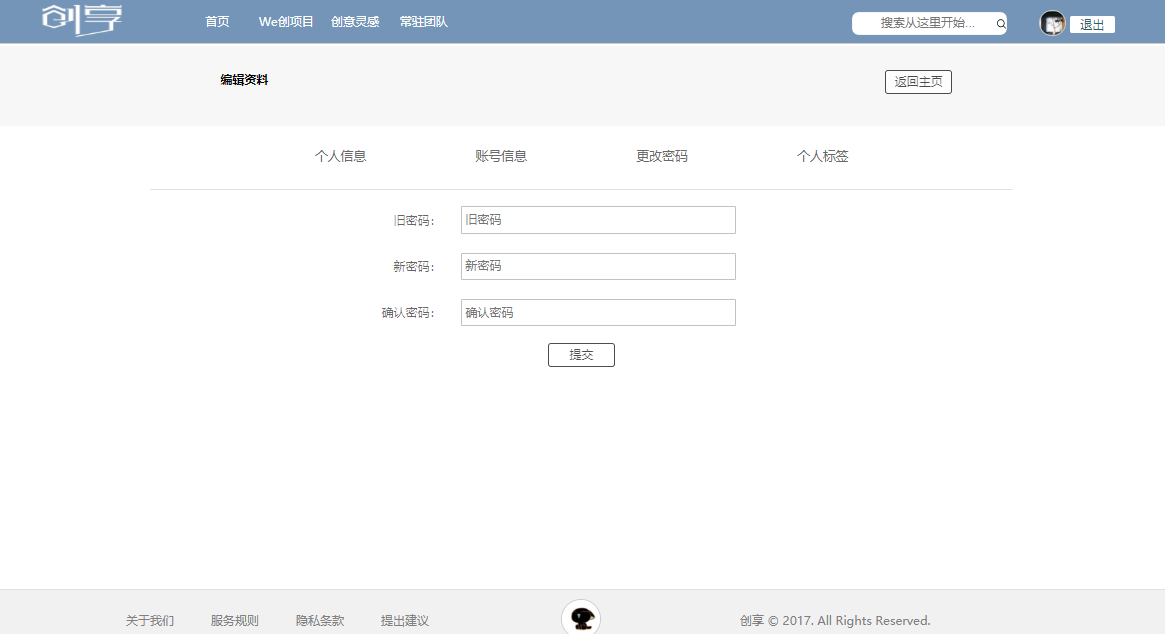 创享 首页 We创项目 创意灵感 常驻团队 搜索从这里开始... 退出
编辑资料 返回主页
个人信息 账号信息 更改密码 个人标签
旧密码： 旧密码
新密码： 新密码
确认密码： 确认密码
提交
关于我们 服务规则 隐私条款 提出建议 创享 © 2017. All Rights Reserved.